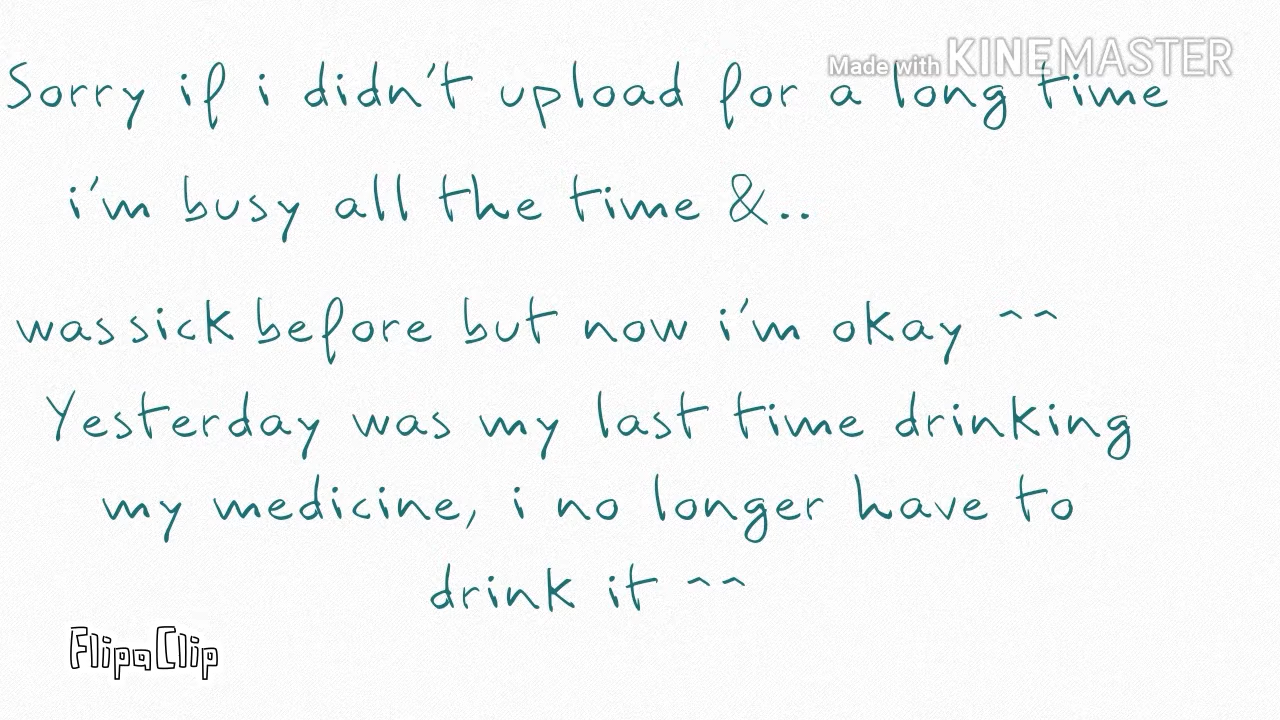 Made with KINEMASTER
Sorry if i didn't upload for a long time
i'm busy all the time &..
was sick before but now i'm okay ^^
Yesterday was my last time drinking
my medicine, i no longer have to
drink it ^^
FlipaClip